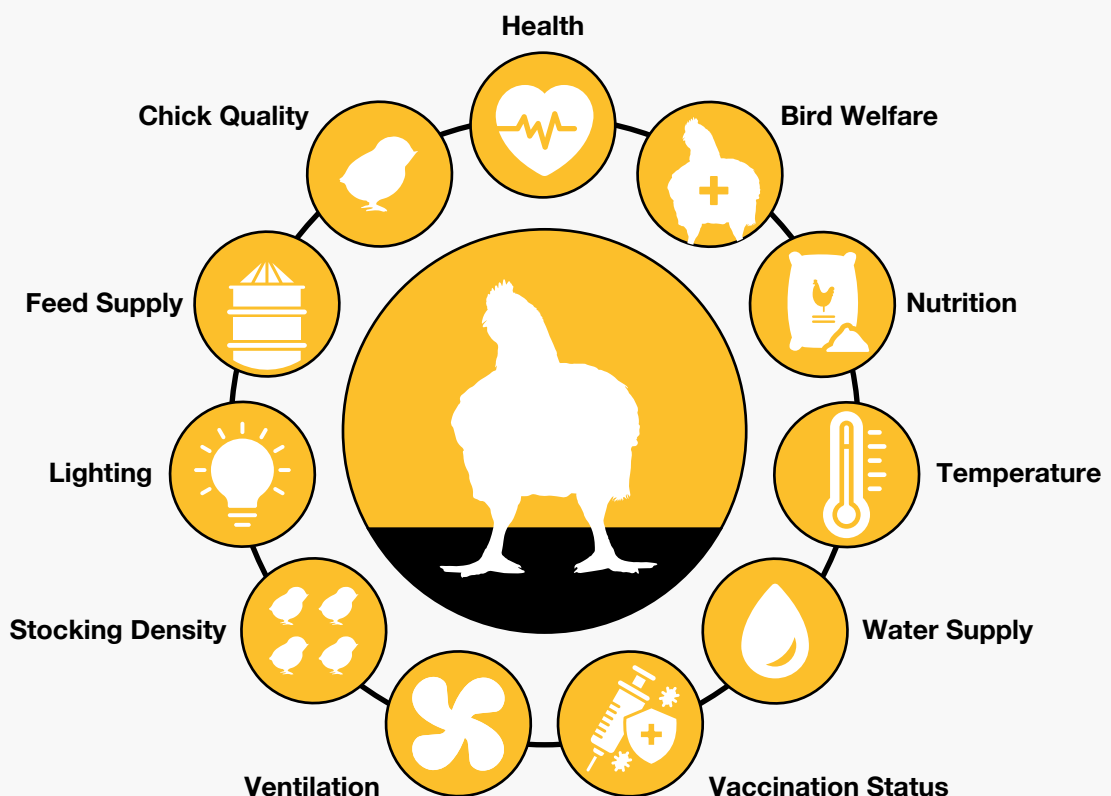 Health
Chick Quality
Bird Welfare
Feed Supply
Nutrition
Lighting
Temperature
Stocking Density
Water Supply
Ventilation
Vaccination Status